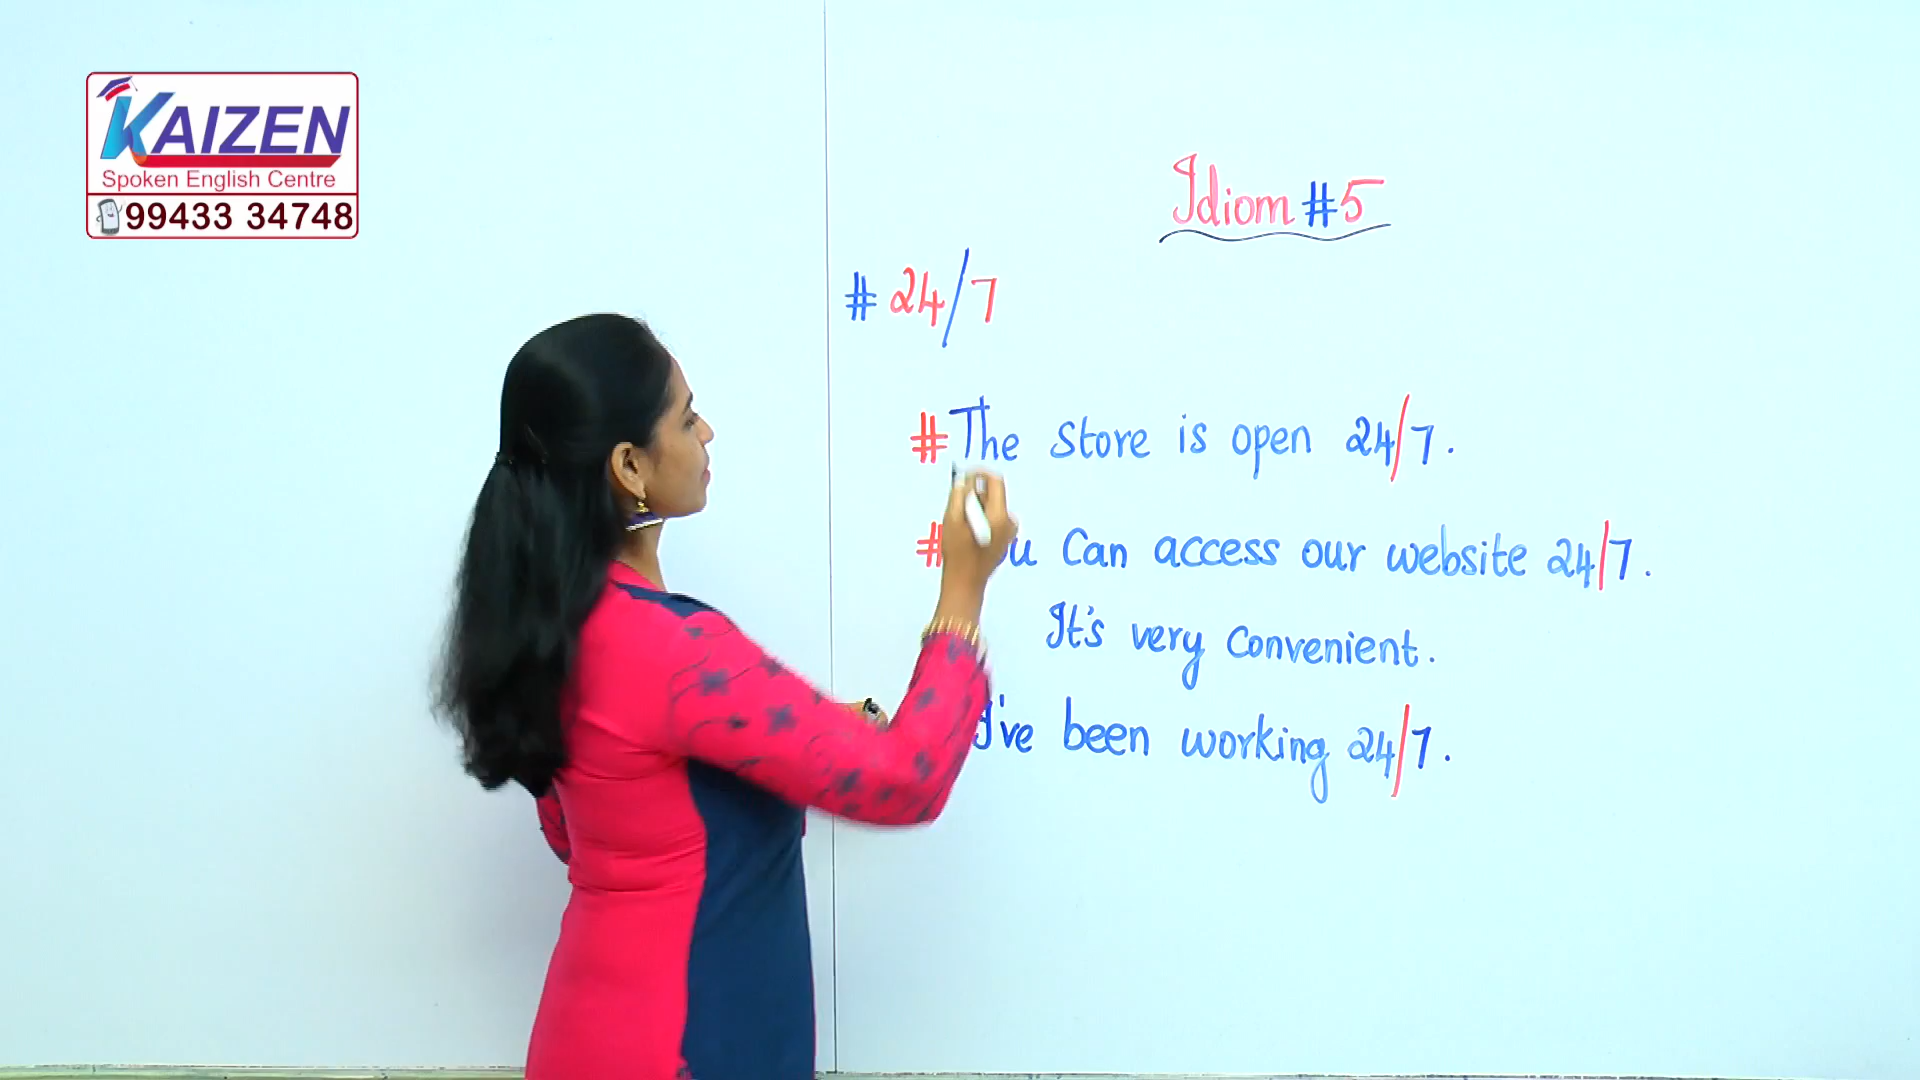 KAIZEN
Spoken English Centre
99433 34748
Idiom #5
# 24/7
# The store is open 24/7.
# can access our website 24/7.
It's very convenient.
I've been working 24/7.